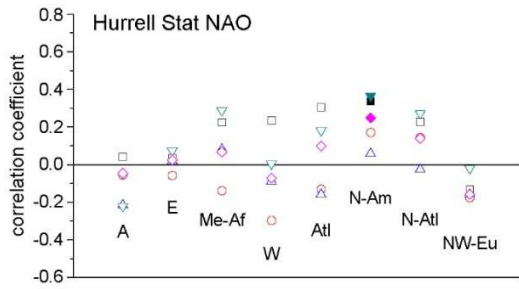 Hurrell Stat NAO
correlation coefficient
0.8
0.6
0.4
0.2
0.0
-0.2
-0.4
-0.6
A
E
Me-Af
W
Atl
N-Am
N-Atl
NW-Eu